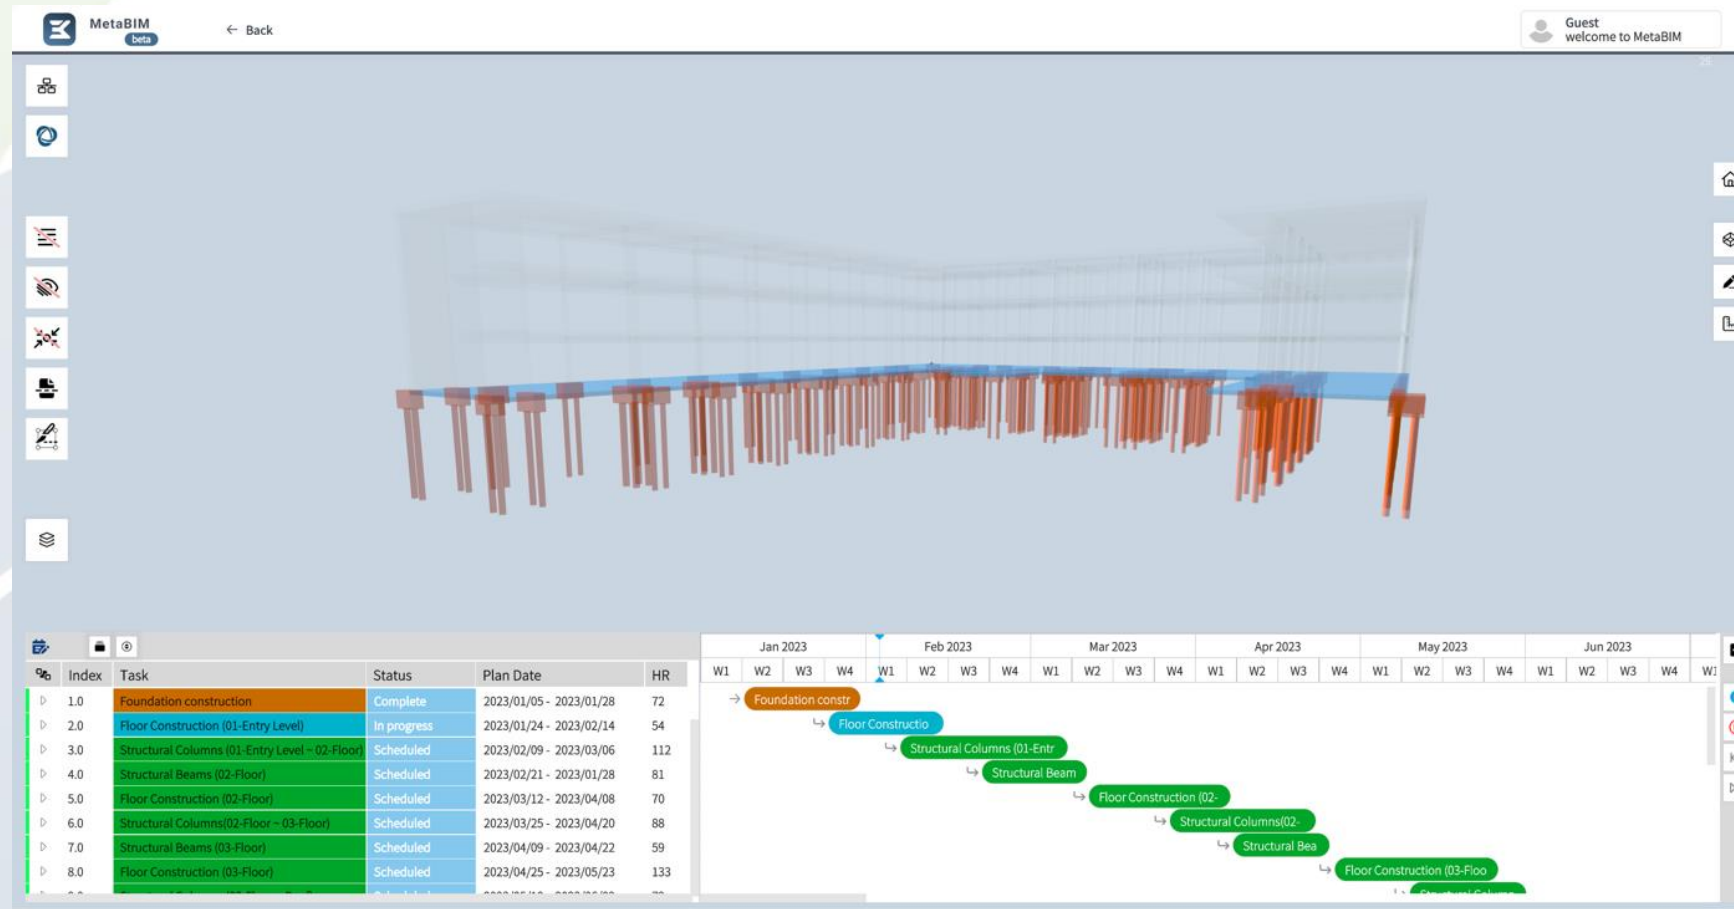 MetaBIM
beta
← Back
Guest
welcome to MetaBIM
25
Jan 2023 Feb 2023 Mar 2023 Apr 2023 May 2023 Jun 2023
Index Task Status Plan Date HR
W1 W2 W3 W4 W1 W2 W3 W4 W1 W2 W3 W4 W1 W2 W3 W4 W1 W2 W3 W4 W1 W2 W3 W4 W1
1.0 Foundation construction Complete 2023/01/05 - 2023/01/28 72
2.0 Floor Construction (01-Entry Level) In progress 2023/01/24 - 2023/02/14 54
3.0 Structural Columns (01-Entry Level ~ 02-Floor) Scheduled 2023/02/09 - 2023/03/06 112
4.0 Structural Beams (02-Floor) Scheduled 2023/02/21 - 2023/01/28 81
5.0 Floor Construction (02-Floor) Scheduled 2023/03/12 - 2023/04/08 70
6.0 Structural Columns(02-Floor ~ 03-Floor) Scheduled 2023/03/25 - 2023/04/20 88
7.0 Structural Beams (03-Floor) Scheduled 2023/04/09 - 2023/04/22 59
8.0 Floor Construction (03-Floor) Scheduled 2023/04/25 - 2023/05/23 133
Foundation constr
Floor Constructio
Structural Columns (01-Entr
Structural Beam
Floor Construction (02-
Structural Columns(02-
Structural Bea
Floor Construction (03-Floo